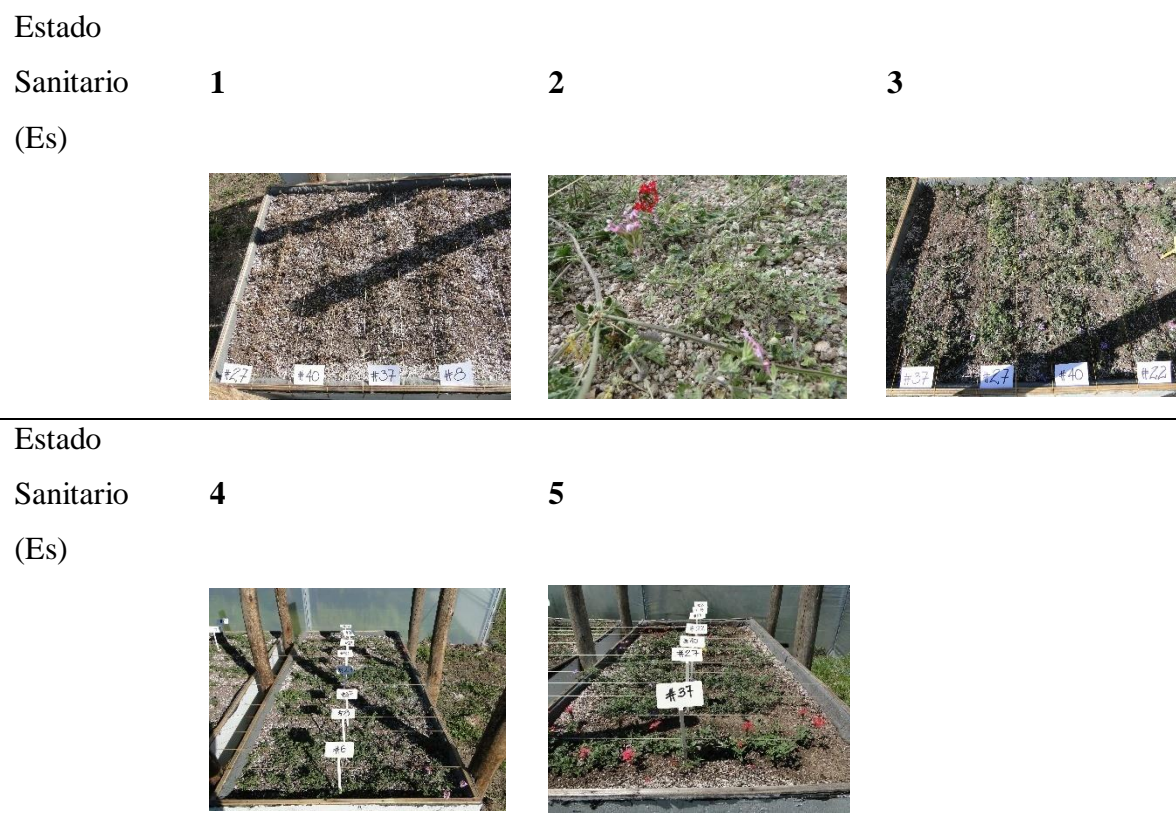 Estado
Sanitario 1 2 3
(Es)
#27 #40 #37 #8
#37 #27 #40 #22
Estado
Sanitario 4 5
(Es)
#6
#27
#37